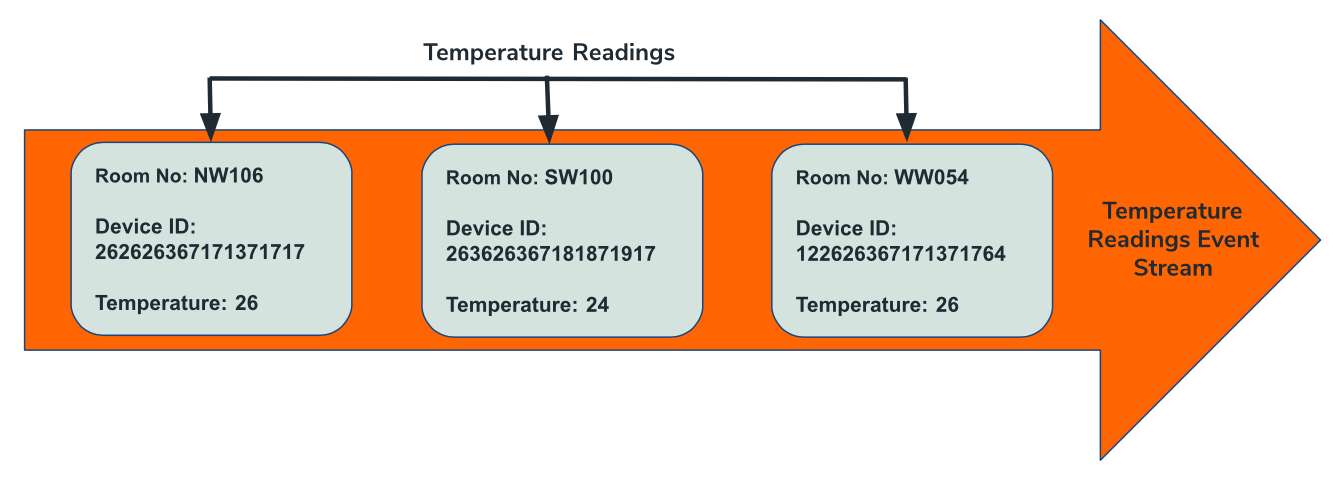 Temperature Readings
Room No: NW106
Device ID:
262626367171371717
Temperature: 26
Room No: SW100
Device ID:
263626367181871917
Temperature: 24
Room No: WW054
Device ID:
122626367171371764
Temperature: 26
Temperature
Readings Event
Stream